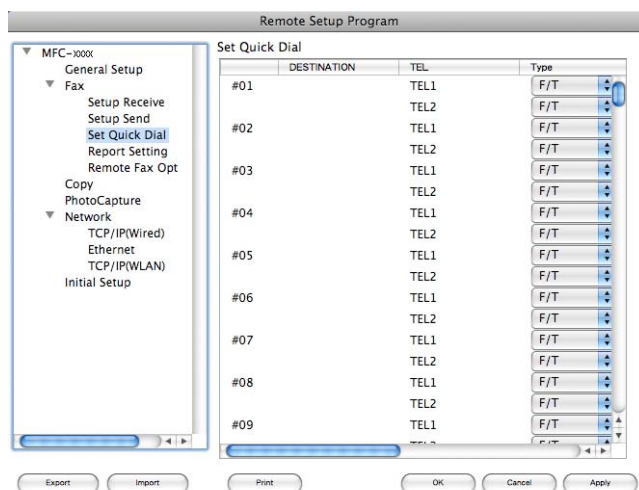 Remote Setup Program
MFC-xxxx
General Setup
Fax
Setup Receive
Setup Send
Set Quick Dial
Report Setting
Remote Fax Opt
Copy
PhotoCapture
Network
TCP/IP(Wired)
Ethernet
TCP/IP(WLAN)
Initial Setup
Set Quick Dial
DESTINATION TEL Type
#01 TEL1 F/T
TEL2 F/T
#02 TEL1 F/T
TEL2 F/T
#03 TEL1 F/T
TEL2 F/T
#04 TEL1 F/T
TEL2 F/T
#05 TEL1 F/T
TEL2 F/T
#06 TEL1 F/T
TEL2 F/T
#07 TEL1 F/T
TEL2 F/T
#08 TEL1 F/T
TEL2 F/T
#09 TEL1 F/T
TEL2 F/T
Export Import Print OK Cancel Apply